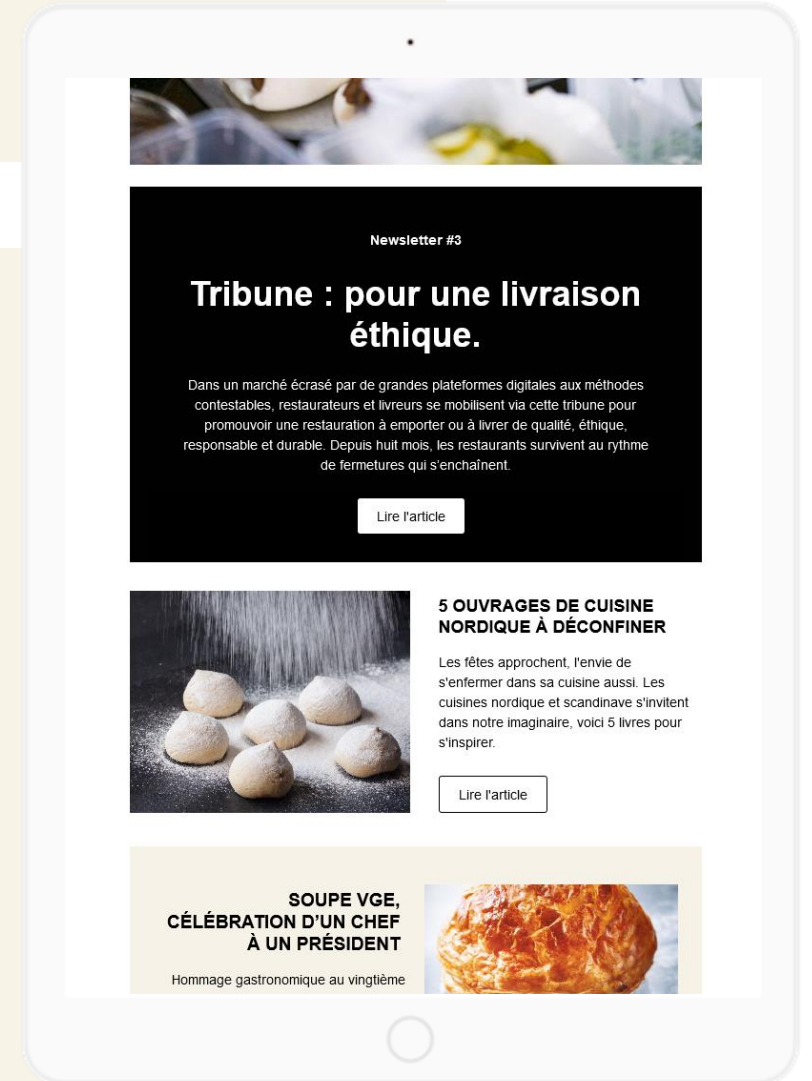 Newsletter #3
Tribune : pour une livraison
éthique.
Dans un marché écrasé par de grandes plateformes digitales aux méthodes
contestables, restaurateurs et livreurs se mobilisent via cette tribune pour
promouvoir une restauration à emporter ou à livrer de qualité, éthique,
responsable et durable. Depuis huit mois, les restaurants survivent au rythme
de fermetures qui s'enchaînent.
Lire l'article
5 OUVRAGES DE CUISINE
NORDIQUE À DÉCONFINER
Les fêtes approchent, l'envie de
s'enfermer dans sa cuisine aussi. Les
cuisines nordique et scandinave s'invitent
dans notre imaginaire, voici 5 livres pour
s'inspirer.
Lire l'article
SOUPE VGE,
CÉLÉBRATION D'UN CHEF
À UN PRÉSIDENT
Hommage gastronomique au vingtième